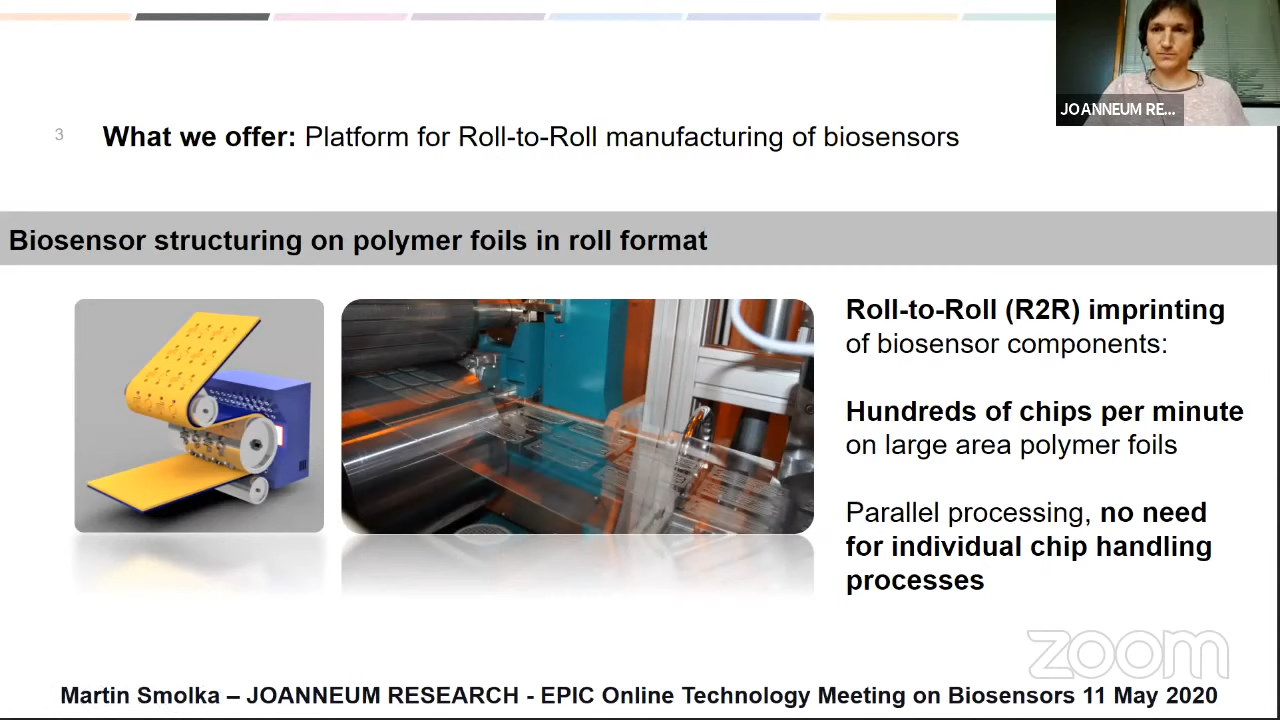 JOANNEUM RE...
3
What we offer: Platform for Roll-to-Roll manufacturing of biosensors
Biosensor structuring on polymer foils in roll format
Roll-to-Roll (R2R) imprinting
of biosensor components:
Hundreds of chips per minute
on large area polymer foils
Parallel processing, no need
for individual chip handling
processes
zoom
Martin Smolka – JOANNEUM RESEARCH - EPIC Online Technology Meeting on Biosensors 11 May 2020